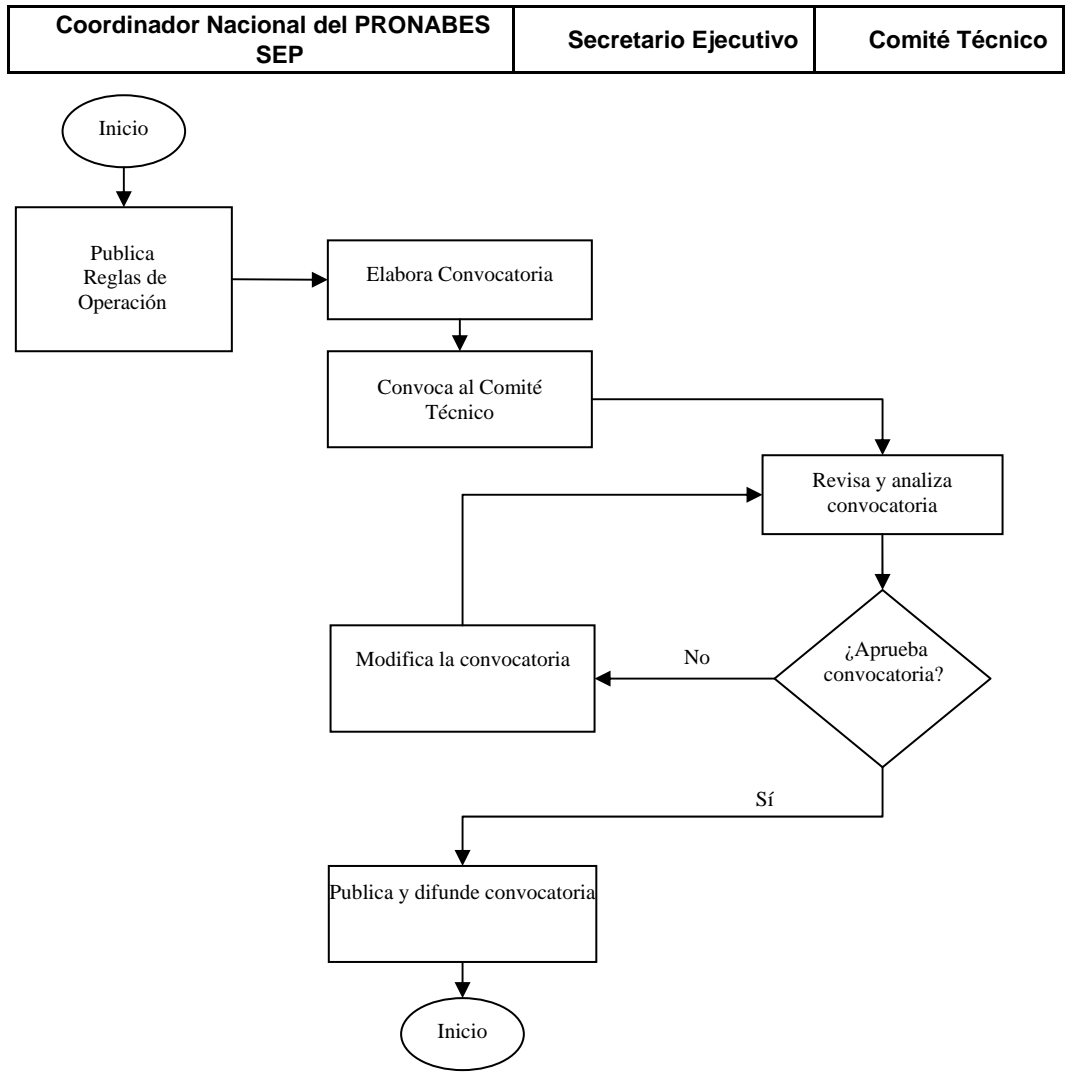 Coordinador Nacional del PRONABES
SEP
Secretario Ejecutivo
Comité Técnico
Inicio
Publica
Reglas de
Operación
Elabora Convocatoria
Convoca al Comité
Técnico
Revisa y analiza
convocatoria
¿Aprueba
convocatoria?
No
Modifica la convocatoria
Sí
Publica y difunde convocatoria
Inicio